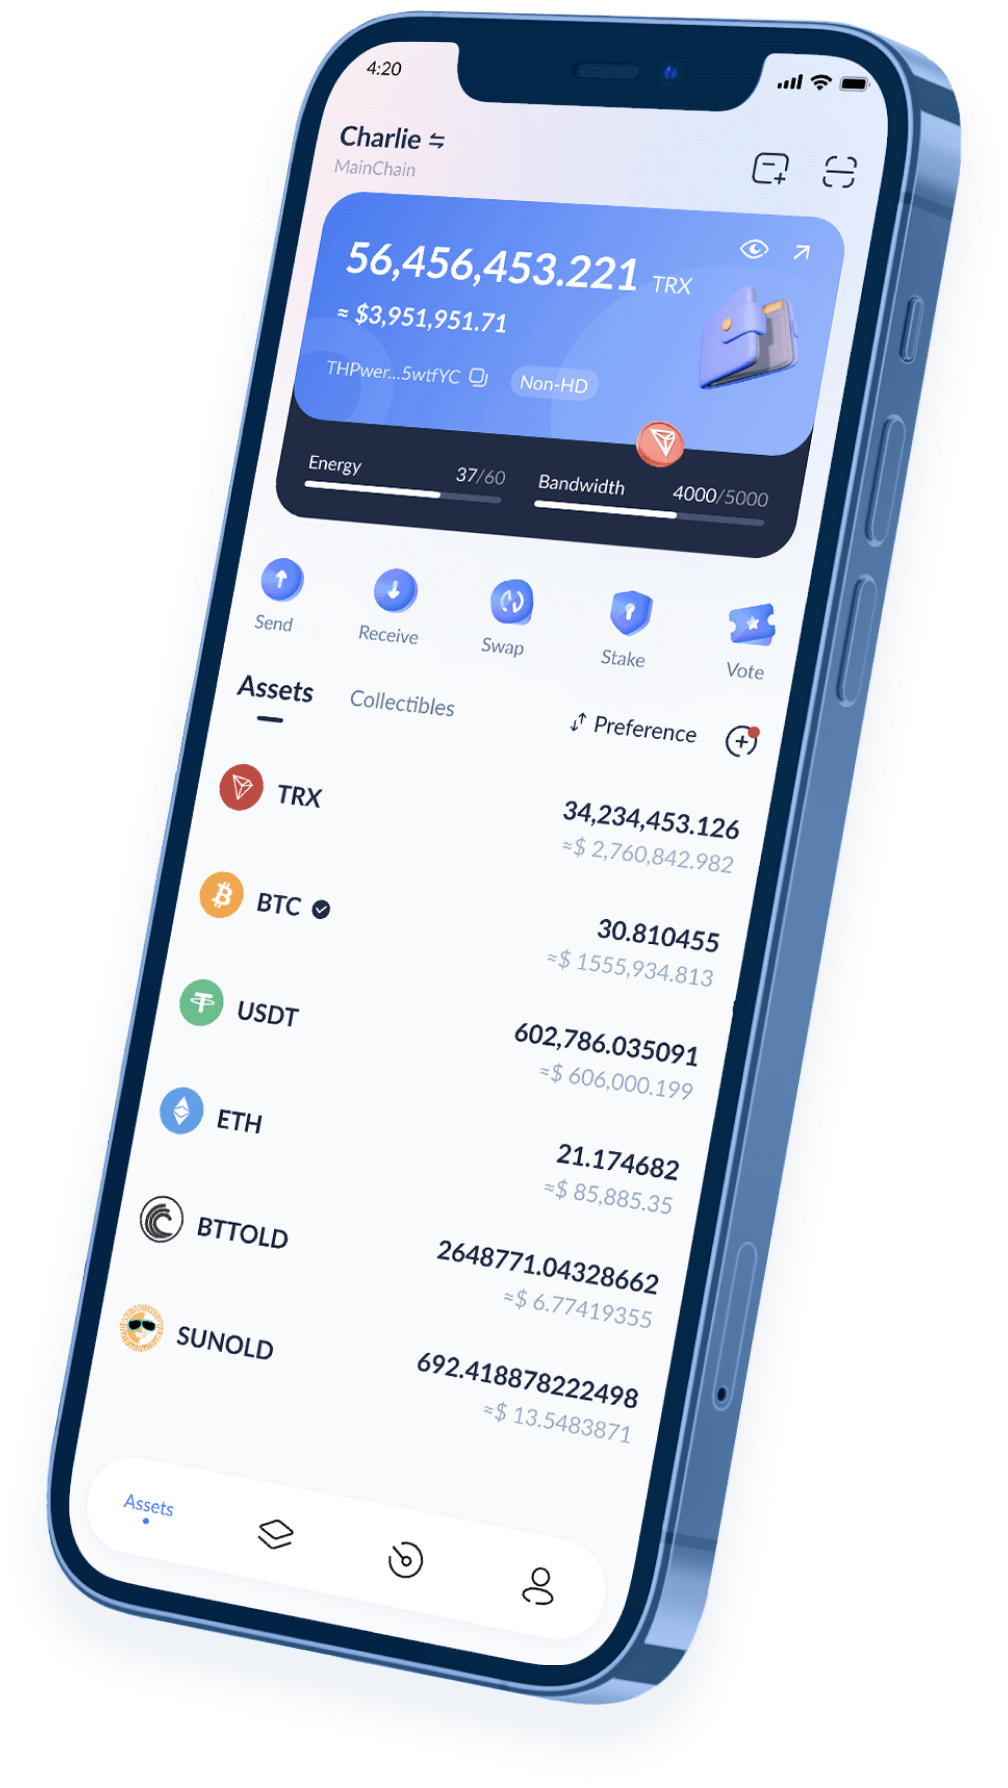 4:20
Charlie
MainChain
56,456,453.221 TRX
≈ $3,951,951.71
THPwer...5wtfYC Non-HD
Energy 37/60 Bandwidth 4000/5000
Send Receive Swap Stake Vote
Assets Collectibles Preference
TRX 34,234,453.126
≈$ 2,760,842.982
BTC 30.810455
≈$ 1555,934.813
USDT 602,786.035091
≈$ 606,000.199
ETH 21.174682
≈$ 85,885.35
BTTOLD 2648771.04328662
≈$ 6.77419355
SUNOLD 692.418878222498
≈$ 13.5483871
Assets